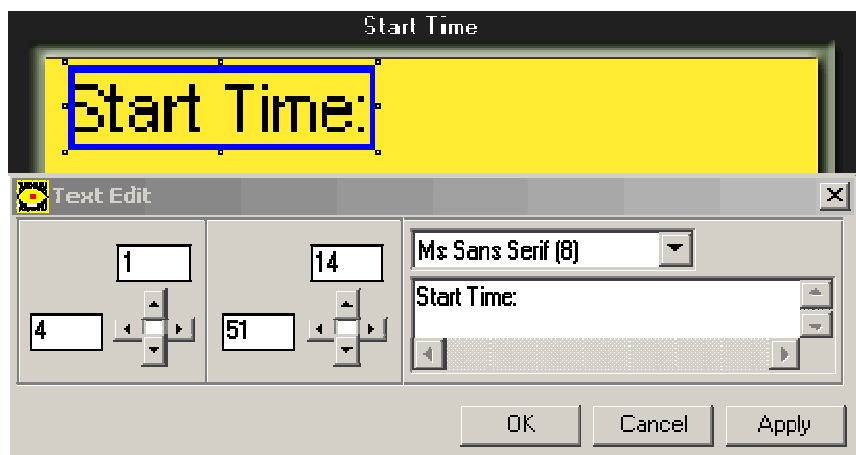 Start Time
Start Time:
Text Edit
1
14
Ms Sans Serif (8)
4
51
Start Time:
OK Cancel Apply